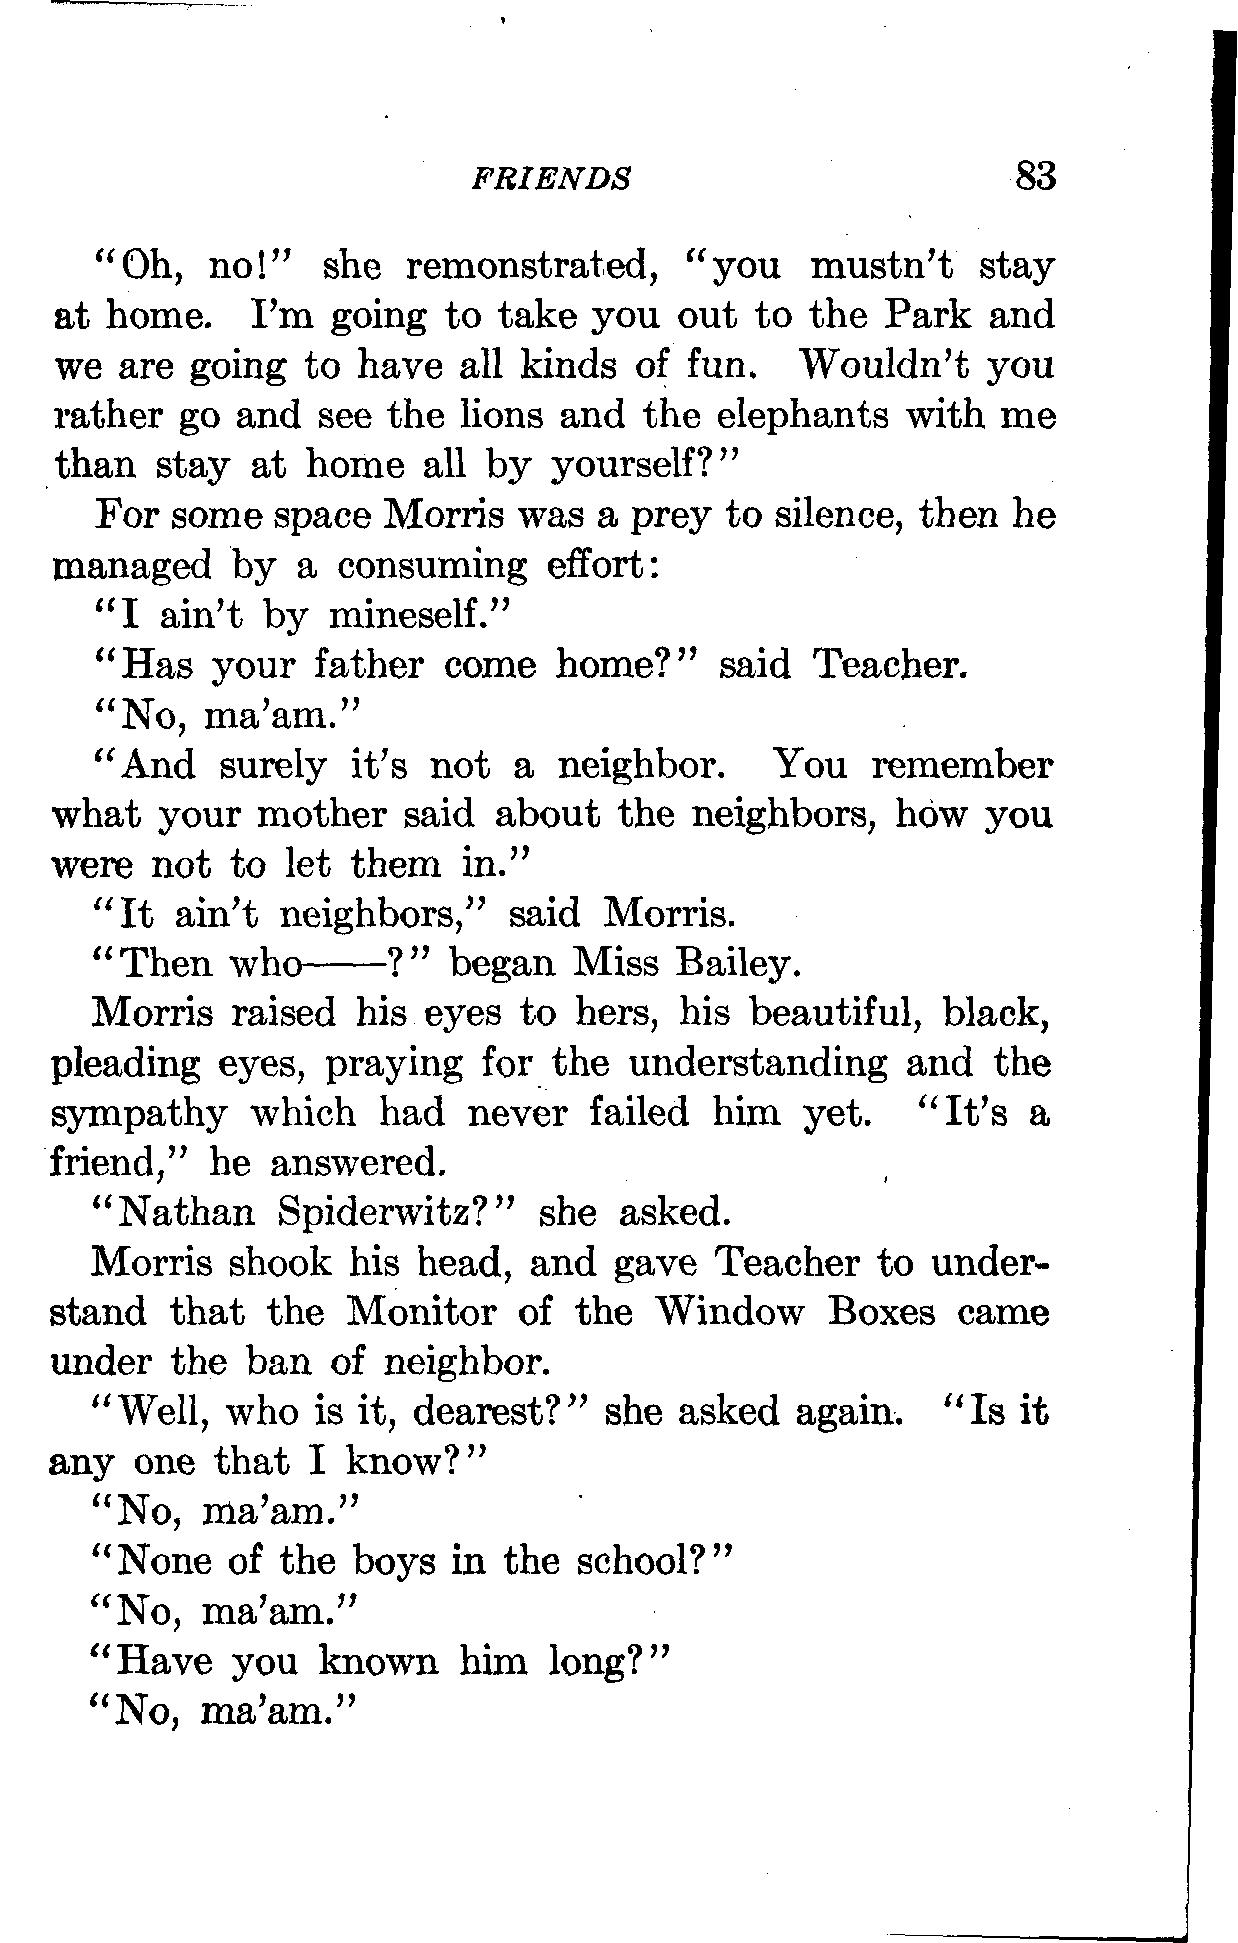 FRIENDS 83
"Oh, no!" she remonstrated, "you mustn't stay
at home. I'm going to take you out to the Park and
we are going to have all kinds of fun. Wouldn't you
rather go and see the lions and the elephants with me
than stay at home all by yourself?"
For some space Morris was a prey to silence, then he
managed by a consuming effort:
"I ain't by mineself."
"Has your father come home?" said Teacher.
"No, ma'am."
"And surely it's not a neighbor. You remember
what your mother said about the neighbors, how you
were not to let them in."
"It ain't neighbors," said Morris.
"Then who——?" began Miss Bailey.
Morris raised his eyes to hers, his beautiful, black,
pleading eyes, praying for the understanding and the
sympathy which had never failed him yet. "It's a
friend," he answered.
"Nathan Spiderwitz?" she asked.
Morris shook his head, and gave Teacher to under-
stand that the Monitor of the Window Boxes came
under the ban of neighbor.
"Well, who is it, dearest?" she asked again. "Is it
any one that I know?"
"No, ma'am."
"None of the boys in the school?"
"No, ma'am."
"Have you known him long?"
"No, ma'am."